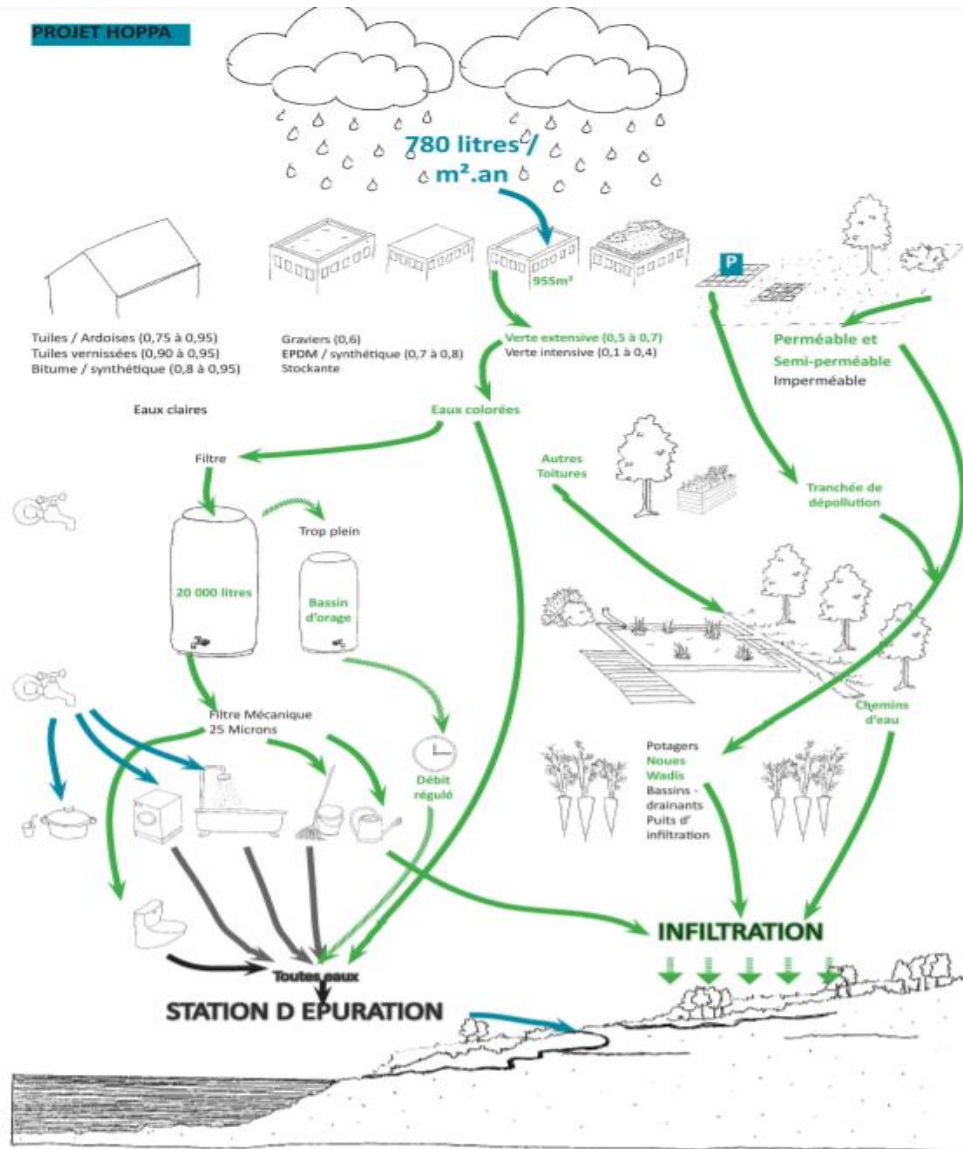 PROJET HOPPA
780 litres /
m².an
P
955m²
Tuiles / Ardoises (0,75 à 0,95)
Tuiles vernissées (0,90 à 0,95)
Bitume / synthétique (0,8 à 0,95)
Graviers (0,6)
EPDM / synthétique (0,7 à 0,8)
Stockante
Verte extensive (0,5 à 0,7)
Verte intensive (0,1 à 0,4)
Perméable et
Semi-perméable
Imperméable
Eaux claires
Eaux colorées
Filtre
Autres
Toitures
Tranchée de
dépollution
Trop plein
20 000 litres
Bassin
d'orage
Filtre Mécanique
25 Microns
Chemins
d'eau
Débit
régulé
Potagers
Noues
Wadis
Bassins -
drainants
Puits d'
infiltration
INFILTRATION
Toutes eaux
STATION D EPURATION